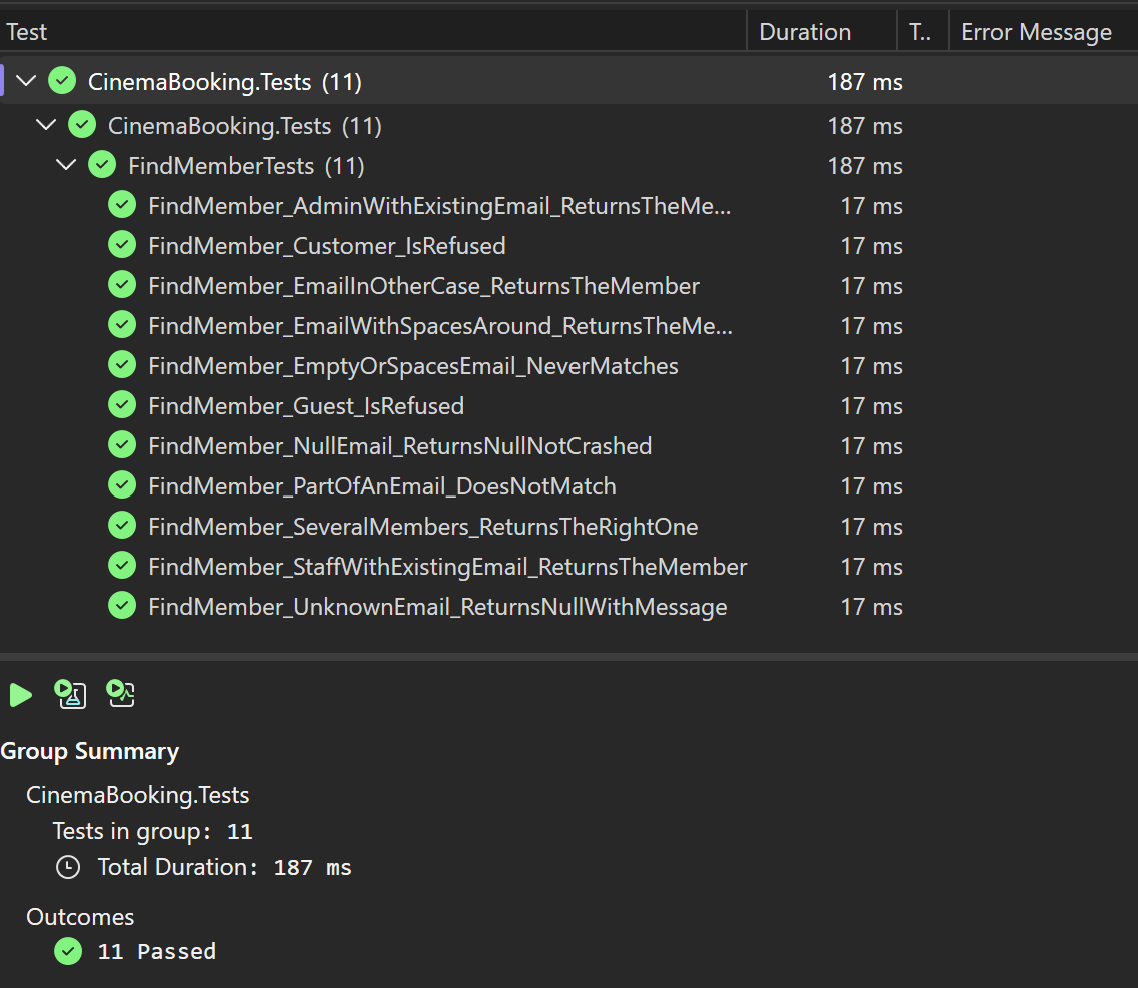 Test Duration T.. Error Message
CinemaBooking.Tests (11) 187 ms
CinemaBooking.Tests (11) 187 ms
FindMemberTests (11) 187 ms
FindMember_AdminWithExistingEmail_ReturnsTheMe... 17 ms
FindMember_Customer_IsRefused 17 ms
FindMember_EmailInOtherCase_ReturnsTheMember 17 ms
FindMember_EmailWithSpacesAround_ReturnsTheMe... 17 ms
FindMember_EmptyOrSpacesEmail_NeverMatches 17 ms
FindMember_Guest_IsRefused 17 ms
FindMember_NullEmail_ReturnsNullNotCrashed 17 ms
FindMember_PartOfAnEmail_DoesNotMatch 17 ms
FindMember_SeveralMembers_ReturnsTheRightOne 17 ms
FindMember_StaffWithExistingEmail_ReturnsTheMember 17 ms
FindMember_UnknownEmail_ReturnsNullWithMessage 17 ms
Group Summary
CinemaBooking.Tests
Tests in group: 11
Total Duration: 187 ms
Outcomes
11 Passed